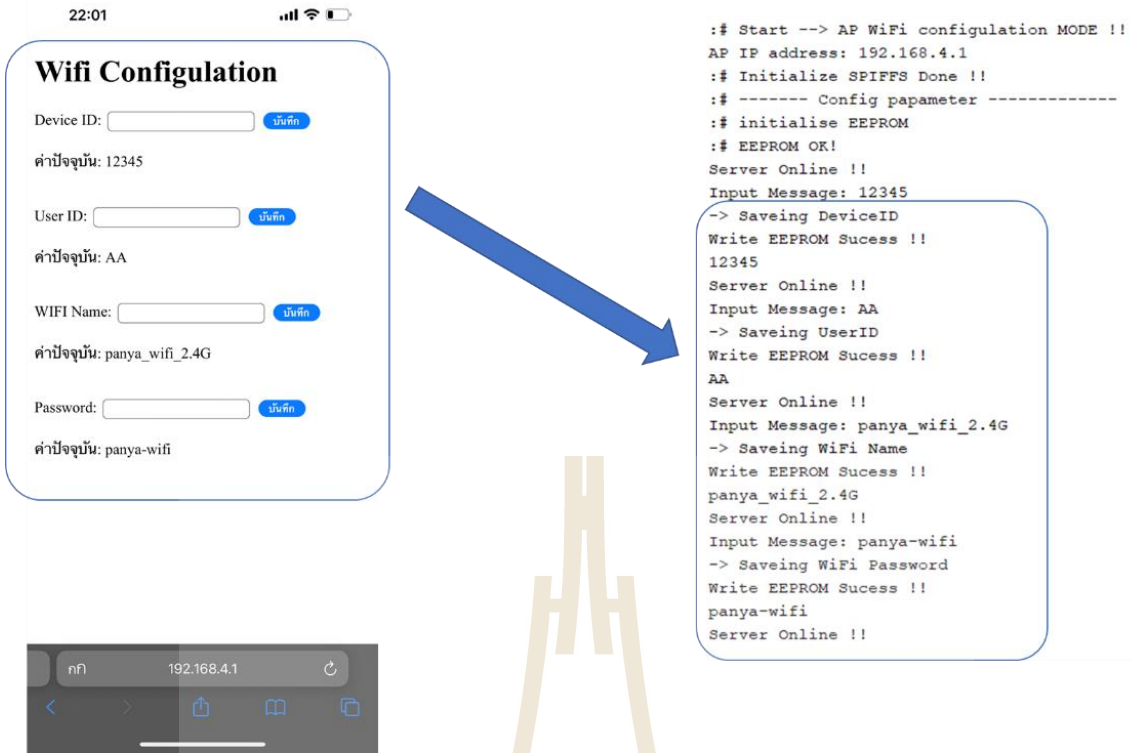 22:01
Wifi Configulation
Device ID: บันทึก
ค่าปัจจุบัน: 12345
User ID: บันทึก
ค่าปัจจุบัน: AA
WIFI Name: บันทึก
ค่าปัจจุบัน: panya_wifi_2.4G
Password: บันทึก
ค่าปัจจุบัน: panya-wifi
กกิ 192.168.4.1
:# Start --> AP WiFi configulation MODE !!
AP IP address: 192.168.4.1
:# Initialize SPIFFS Done !!
:# ------- Config papameter -------------
:# initialise EEPROM
:# EEPROM OK!
Server Online !!
Input Message: 12345
-> Saveing DeviceID
Write EEPROM Sucess !!
12345
Server Online !!
Input Message: AA
-> Saveing UserID
Write EEPROM Sucess !!
AA
Server Online !!
Input Message: panya_wifi_2.4G
-> Saveing WiFi Name
Write EEPROM Sucess !!
panya_wifi_2.4G
Server Online !!
Input Message: panya-wifi
-> Saveing WiFi Password
Write EEPROM Sucess !!
panya-wifi
Server Online !!